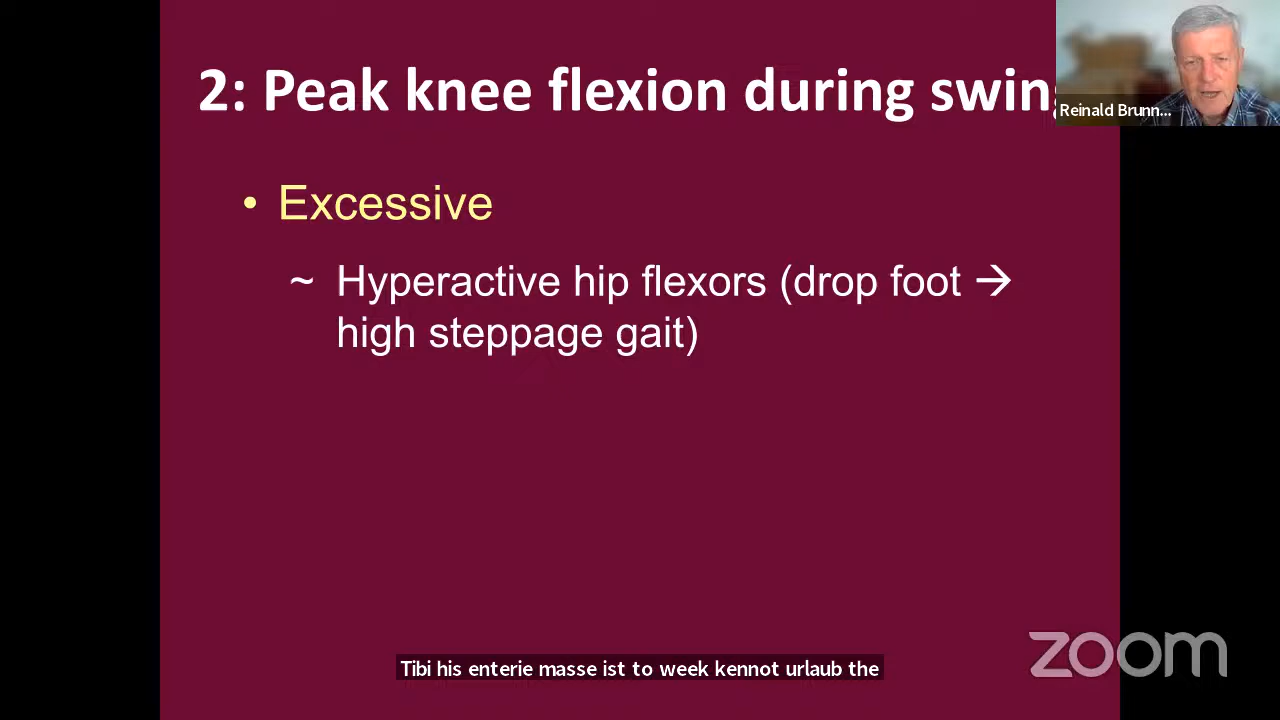 2: Peak knee flexion during swing
Reinald Brunn...
• Excessive
~ Hyperactive hip flexors (drop foot →
high steppage gait)
Tibi his enterie masse ist to week kennot urlaub the
zoom